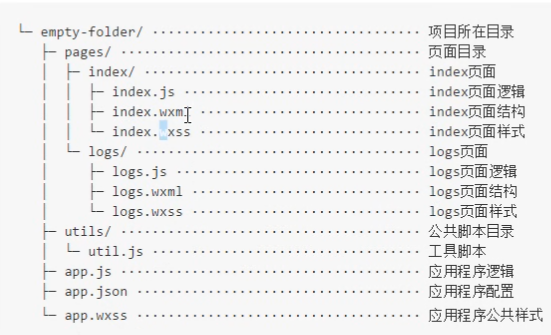 └─ empty-folder/ ································· 项目所在目录
   ├─ pages/ ······································ 页面目录
   │  ├─ index/ ··································· index页面
   │  │  ├─ index.js ······························ index页面逻辑
   │  │  ├─ index.wxml ···························· index页面结构
   │  │  └─ index.wxss ···························· index页面样式
   │  └─ logs/ ···································· logs页面
   │     ├─ logs.js ······························· logs页面逻辑
   │     ├─ logs.wxml ····························· logs页面结构
   │     └─ logs.wxss ····························· logs页面样式
   ├─ utils/ ······································ 公共脚本目录
   │  └─ util.js ·································· 工具脚本
   ├─ app.js ······································ 应用程序逻辑
   ├─ app.json ···································· 应用程序配置
   └─ app.wxss ···································· 应用程序公共样式